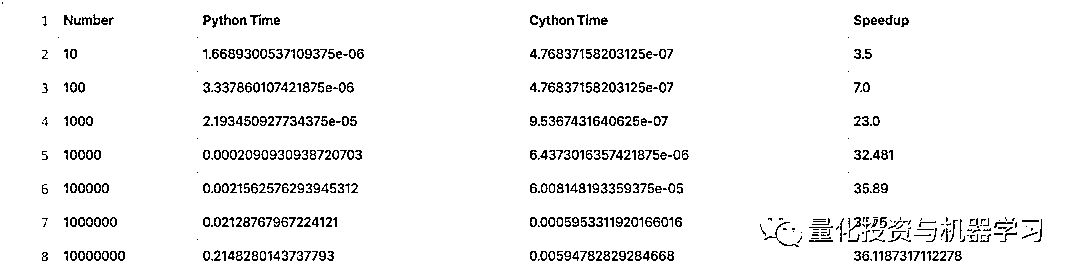 1 Number Python Time Cython Time Speedup
2 10 1.6689300537109375e-06 4.76837158203125e-07 3.5
3 100 3.337860107421875e-06 4.76837158203125e-07 7.0
4 1000 2.193450927734375e-05 9.5367431640625e-07 23.0
5 10000 0.0002090930938720703 6.4373016357421875e-06 32.481
6 100000 0.0021562576293945312 6.008148193359375e-05 35.89
7 1000000 0.02128767967224121 0.0005953311920166016
8 10000000 0.2148280143737793 0.00594782829284668 36.1187317112278
量化投资与机器学习